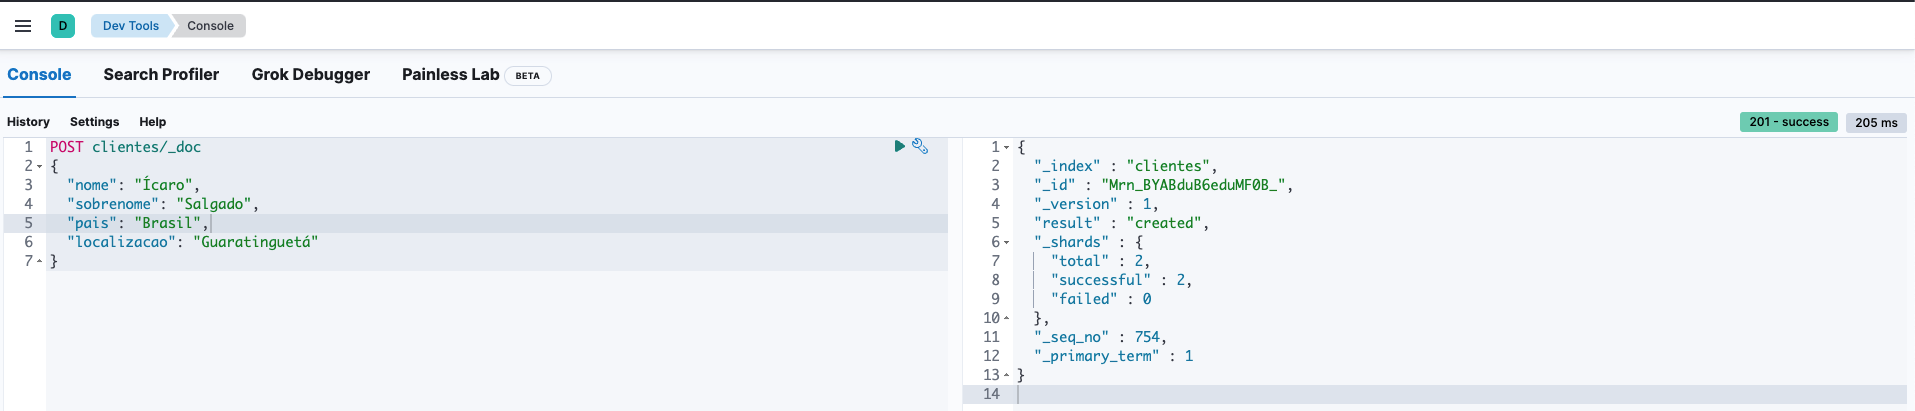 D Dev Tools Console
Console Search Profiler Grok Debugger Painless Lab BETA
History Settings Help
201 - success 205 ms
1 POST clientes/_doc
2 {
3 "nome": "Ícaro",
4 "sobrenome": "Salgado",
5 "pais": "Brasil",
6 "localizacao": "Guaratinguetá"
7 }
1 {
2 "_index" : "clientes",
3 "_id" : "Mrn_BYABduB6eduMF0B_",
4 "_version" : 1,
5 "result" : "created",
6 "_shards" : {
7 "total" : 2,
8 "successful" : 2,
9 "failed" : 0
10 },
11 "_seq_no" : 754,
12 "_primary_term" : 1
13 }
14